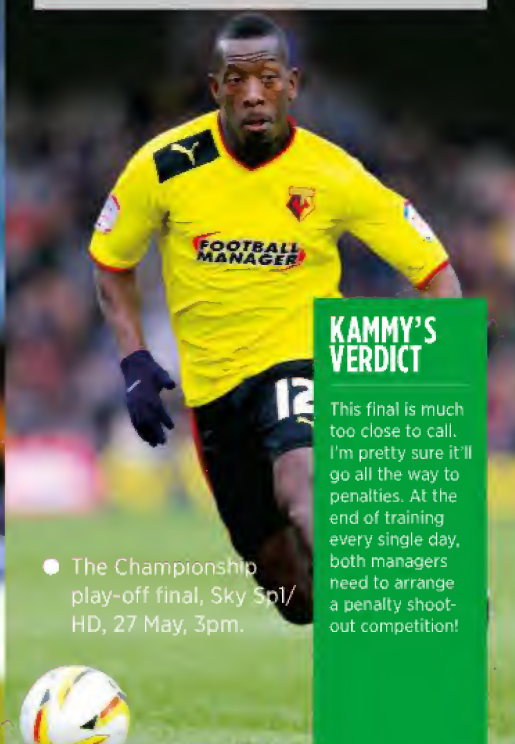 FOOTBALL
MANAGER
12
KAMMY'S
VERDICT
This final is much
too close to call.
I'm pretty sure it'll
go all the way to
penalties. At the
end of training
every single day,
both managers
need to arrange
a penalty shoot-
out competition!
The Championship
play-off final, Sky Sp1/
HD, 27 May, 3pm.